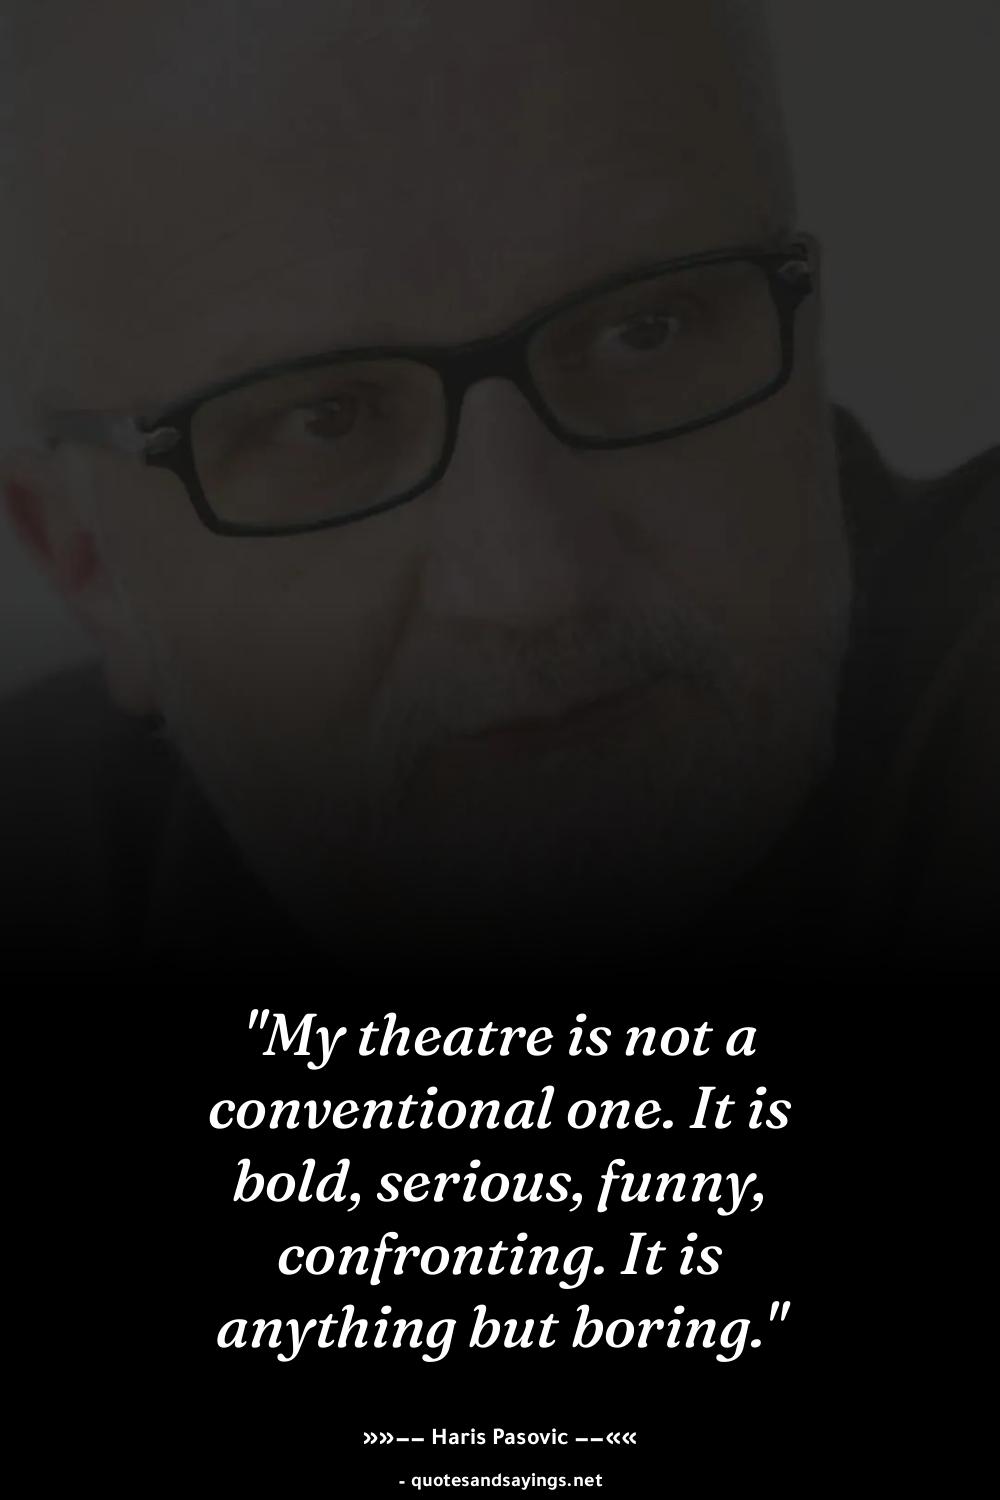 "My theatre is not a
conventional one. It is
bold, serious, funny,
confronting. It is
anything but boring."
»»–– Haris Pasovic ––««
- quotesandsayings.net